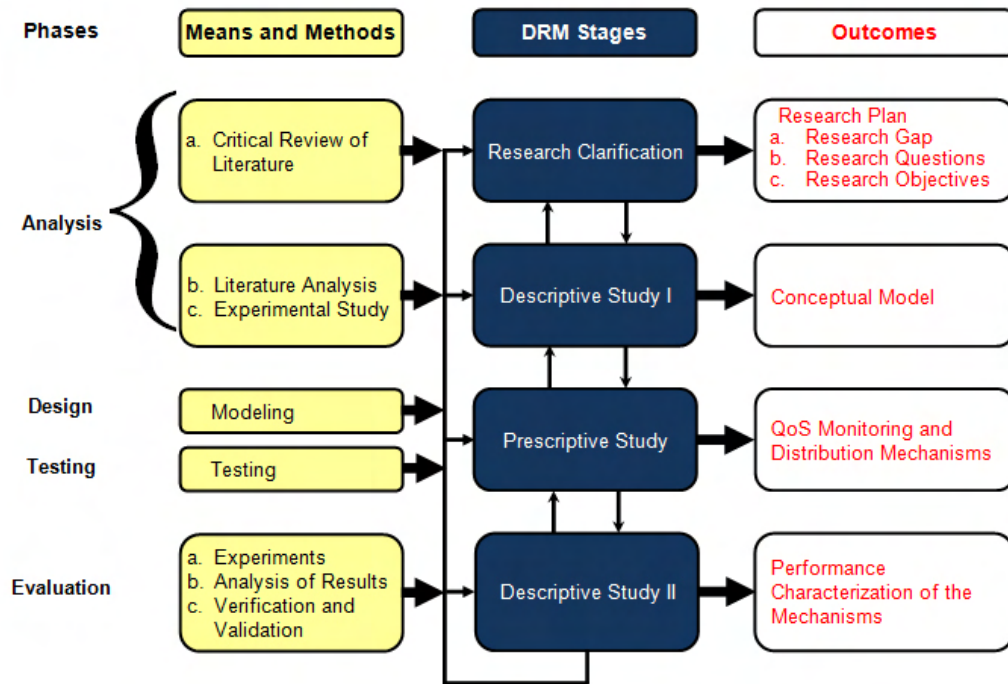 Phases
Means and Methods
DRM Stages
Outcomes
Analysis
a. Critical Review of
Literature
Research Clarification
Research Plan
a. Research Gap
b. Research Questions
c. Research Objectives
b. Literature Analysis
c. Experimental Study
Descriptive Study I
Conceptual Model
Design
Modeling
Testing
Testing
Prescriptive Study
QoS Monitoring and
Distribution Mechanisms
Evaluation
a. Experiments
b. Analysis of Results
c. Verification and
Validation
Descriptive Study II
Performance
Characterization of the
Mechanisms